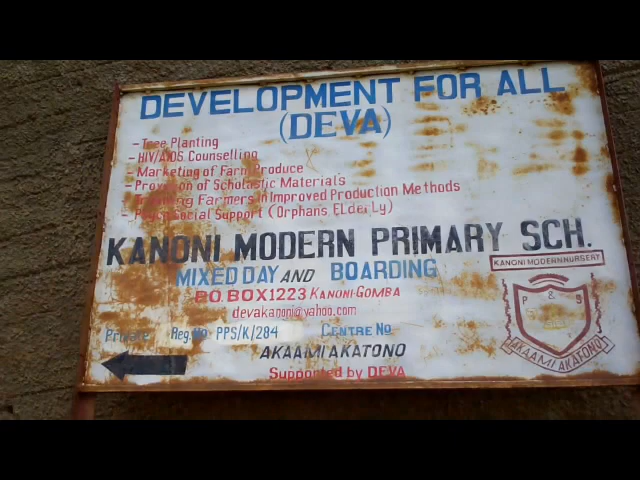 DEVELOPMENT FOR ALL
(DEVA)
- Tree Planting
- HIV/AIDS Counselling
- Marketing of Farm Produce
- Provision of Scholastic Materials
- Training Farmers in Improved Production Methods
- Social Support (Orphans, ELderLy)
KANONI MODERN PRIMARY SCH.
MIXED DAY AND BOARDING
P.O. BOX 1223 KANONI-GOMBA
devakanoni@yahoo.com
Private Reg. No PPS/K/284 CENTRE No
AKAAMI AKATONO
Supported by DEVA
KANONI MODERN NURSERY
P & S
AKAAMI AKATONO